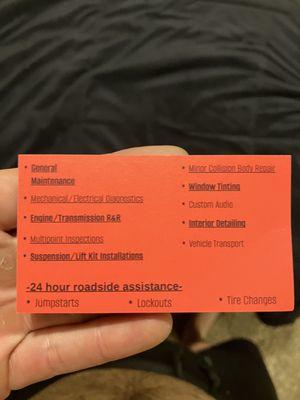 • General
Maintenance
• Mechanical/Electrical Diagnostics
• Engine/Transmission R&R
• Multipoint Inspections
• Suspension/Lift Kit Installations
• Minor Collision Body Repair
• Window Tinting
• Custom Audio
• Interior Detailing
• Vehicle Transport
-24 hour roadside assistance-
• Jumpstarts • Lockouts • Tire Changes